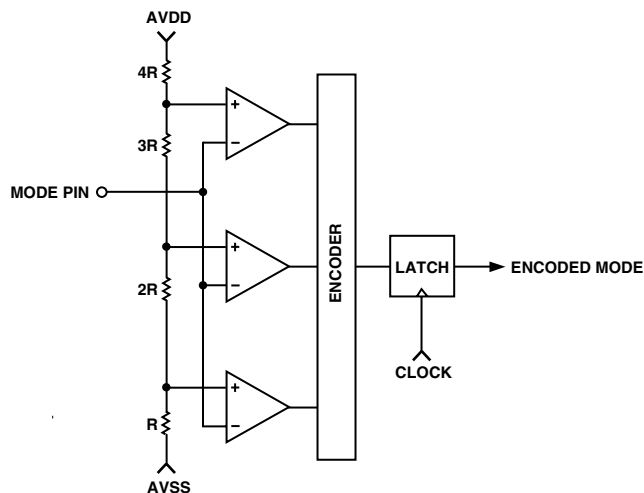 AVDD
4R
+
−
3R
MODE PIN
+
−
2R
ENCODER
LATCH
ENCODED MODE
CLOCK
+
−
R
AVSS